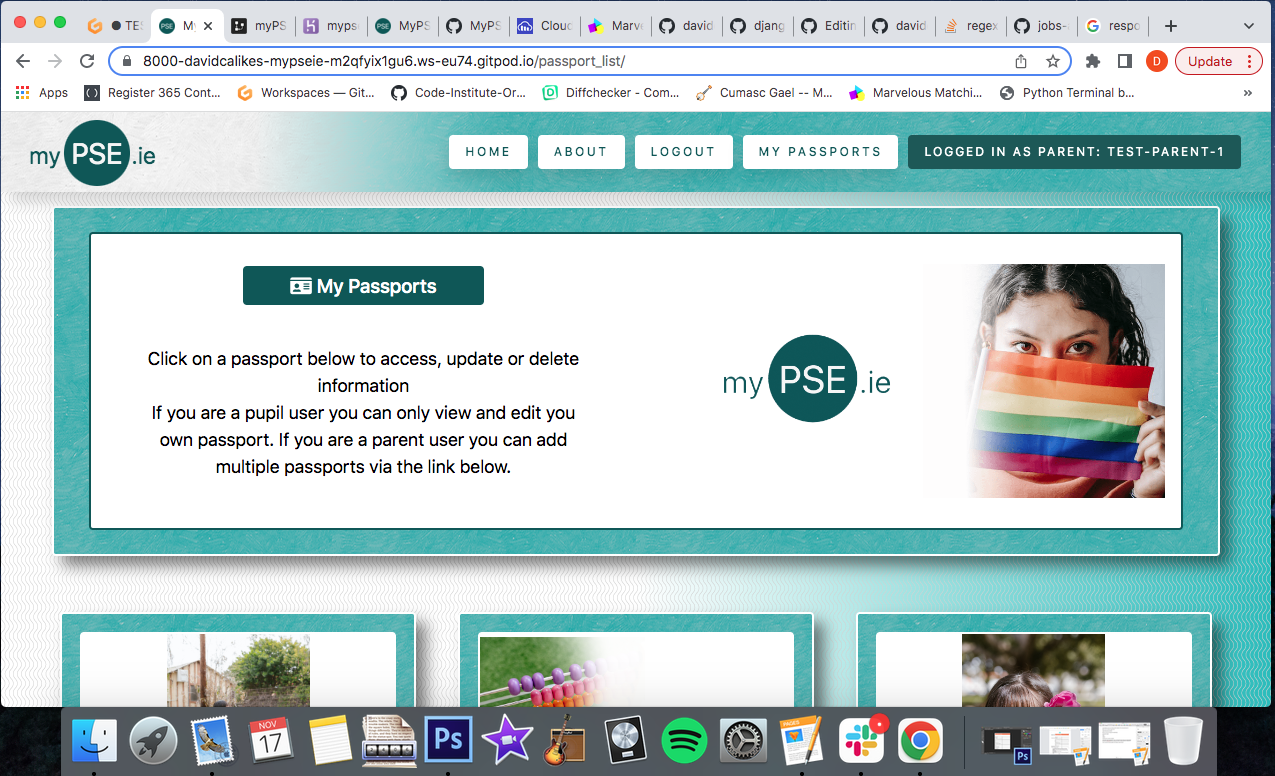 TES
My
myPS
myps
MyPS
MyPS
Clou
Marv
david
djang
Editin
david
regex
jobs-
respo
8000-davidcalikes-mypseie-m2qfyix1gu6.ws-eu74.gitpod.io/passport_list/
D
Update
Apps
Register 365 Cont...
Workspaces — Git...
Code-Institute-Or...
Diffchecker - Com...
Cumasc Gael -- M...
Marvelous Matchi...
Python Terminal b...
»
my PSE .ie
HOME
ABOUT
LOGOUT
MY PASSPORTS
LOGGED IN AS PARENT: TEST-PARENT-1
My Passports
Click on a passport below to access, update or delete
information
If you are a pupil user you can only view and edit you
own passport. If you are a parent user you can add
multiple passports via the link below.
my PSE .ie
NOV
17
Ps
PAGES
Ps